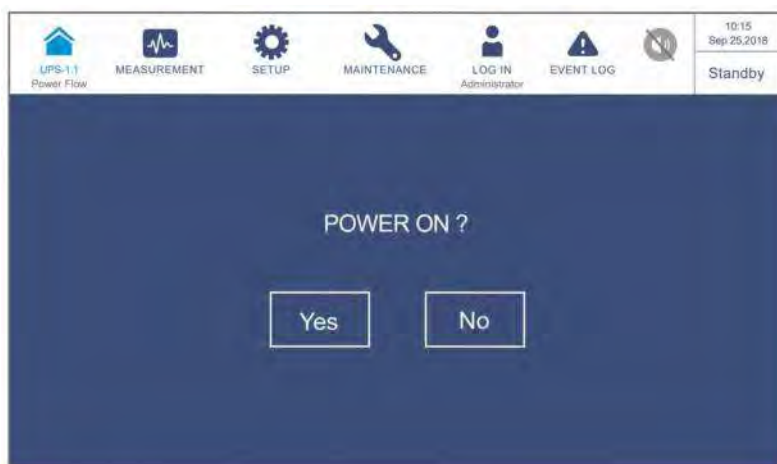 UPS-1.1
Power Flow
MEASUREMENT
SETUP
MAINTENANCE
LOG IN
Administrator
EVENT LOG
10:15
Sep 25,2018
Standby
POWER ON ?
Yes
No